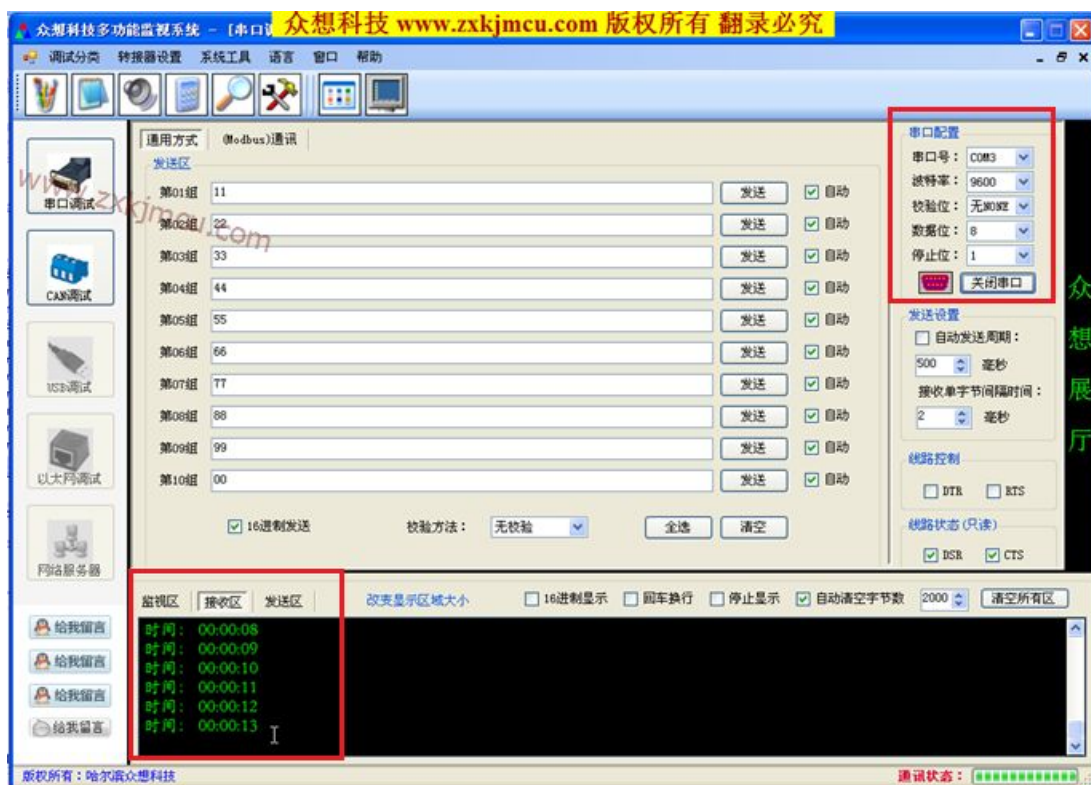 众想科技多功能监视系统 - [串口
众想科技 www.zxkjmcu.com 版权所有 翻录必究
调试分类 转接器设置 系统工具 语言 窗口 帮助
串口调试
CAN调试
USB调试
以太网调试
网络服务器
给我留言
给我留言
给我留言
给我留言
www.zxkjmcu.com
通用方式 (Modbus)通讯
发送区
第01组 11 发送 自动
第02组 22 发送 自动
第03组 33 发送 自动
第04组 44 发送 自动
第05组 55 发送 自动
第06组 66 发送 自动
第07组 77 发送 自动
第08组 88 发送 自动
第09组 99 发送 自动
第10组 00 发送 自动
16进制发送 校验方法: 无校验 全选 清空
串口配置
串口号: COM3
波特率: 9600
校验位: 无NONE
数据位: 8
停止位: 1
关闭串口
发送设置
自动发送周期:
500 毫秒
接收单字节间隔时间:
2 毫秒
线路控制
DTR RTS
线路状态(只读)
DSR CTS
众
想
展
厅
监视区 接收区 发送区 改变显示区域大小 16进制显示 回车换行 停止显示 自动清空字节数 2000 清空所有区
时间: 00:00:08
时间: 00:00:09
时间: 00:00:10
时间: 00:00:11
时间: 00:00:12
时间: 00:00:13
版权所有:哈尔滨众想科技 通讯状态: